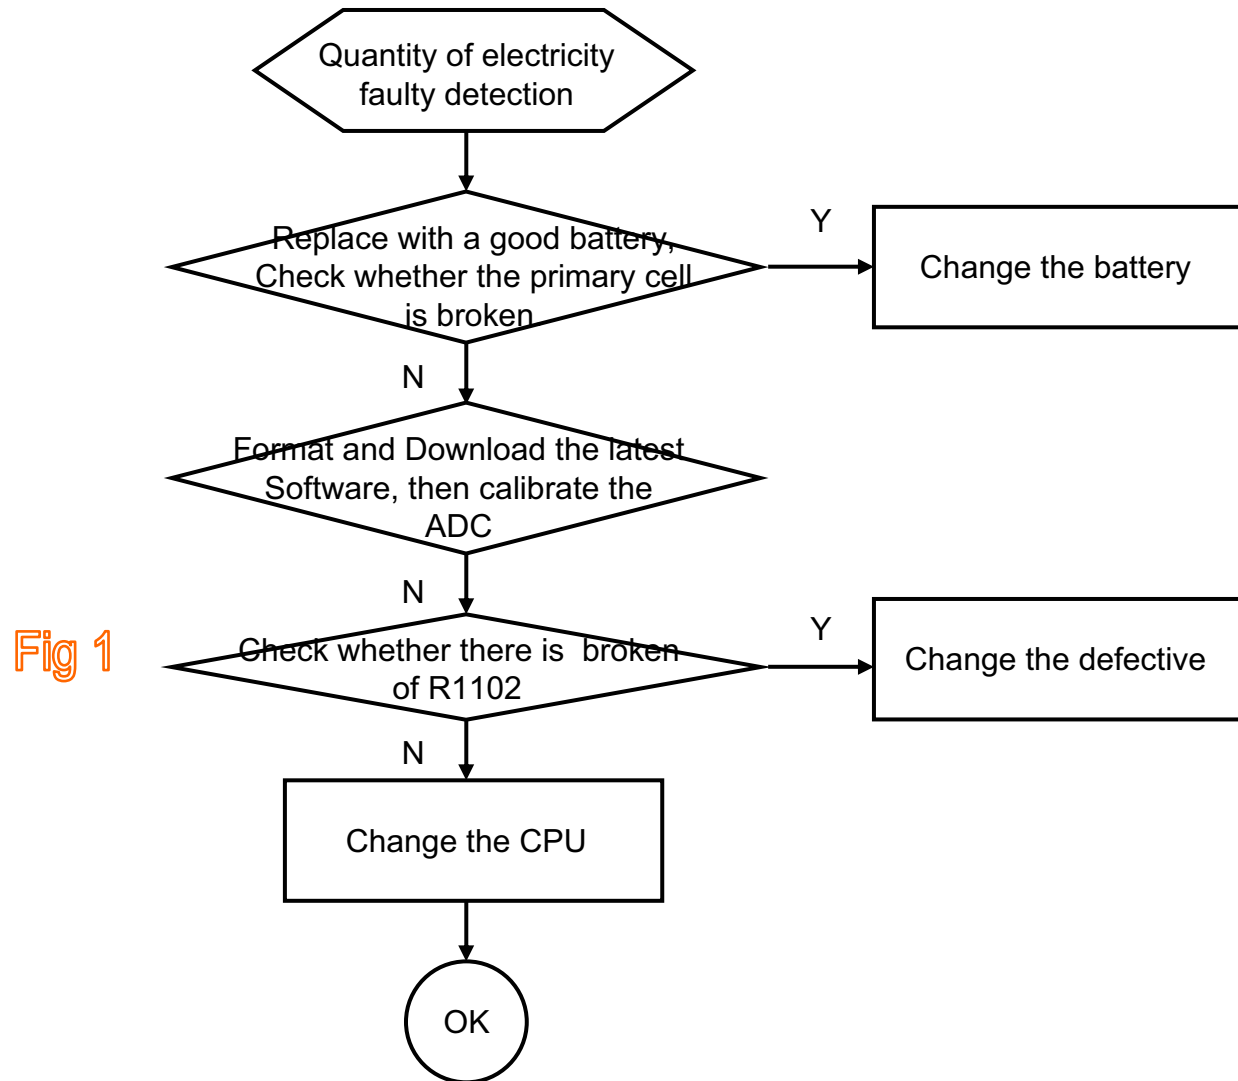 Quantity of electricity
faulty detection
Replace with a good battery,
Check whether the primary cell
is broken
Y
Change the battery
N
Format and Download the latest
Software, then calibrate the
ADC
N
Fig 1
Check whether there is  broken
of R1102
Y
Change the defective
N
Change the CPU
OK